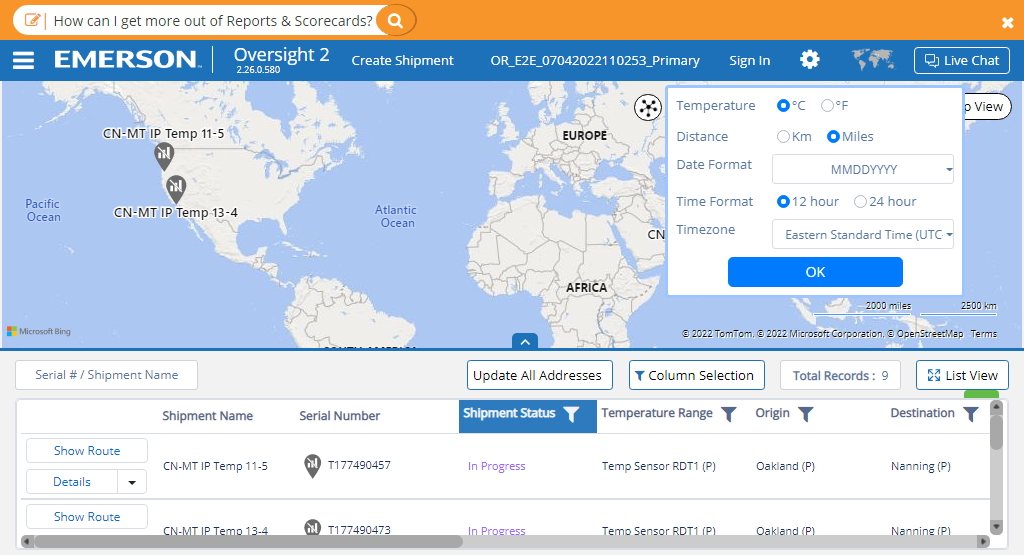 How can I get more out of Reports & Scorecards?
EMERSON
Oversight 2
2.26.0.580
Create Shipment
OR_E2E_07042022110253_Primary
Sign In
Live Chat
Temperature °C °F
p View
Distance Km Miles
Date Format MMDDYYYY
Time Format 12 hour 24 hour
Timezone Eastern Standard Time (UTC
OK
CN-MT IP Temp 11-5
CN-MT IP Temp 13-4
EUROPE
Pacific
Ocean
Atlantic
Ocean
CN
AFRICA
SOUTH AMERICA
2000 miles 2500 km
Microsoft Bing
© 2022 TomTom, © 2022 Microsoft Corporation, © OpenStreetMap Terms
Serial # / Shipment Name
Update All Addresses
Column Selection
Total Records : 9
List View
Shipment Name Serial Number Shipment Status Temperature Range Origin Destination
Show Route
Details
CN-MT IP Temp 11-5 T177490457 In Progress Temp Sensor RDT1 (P) Oakland (P) Nanning (P)
Show Route
CN-MT IP Temp 13-4 T177490473 In Progress Temp Sensor RDT1 (P) Oakland (P) Nanning (P)